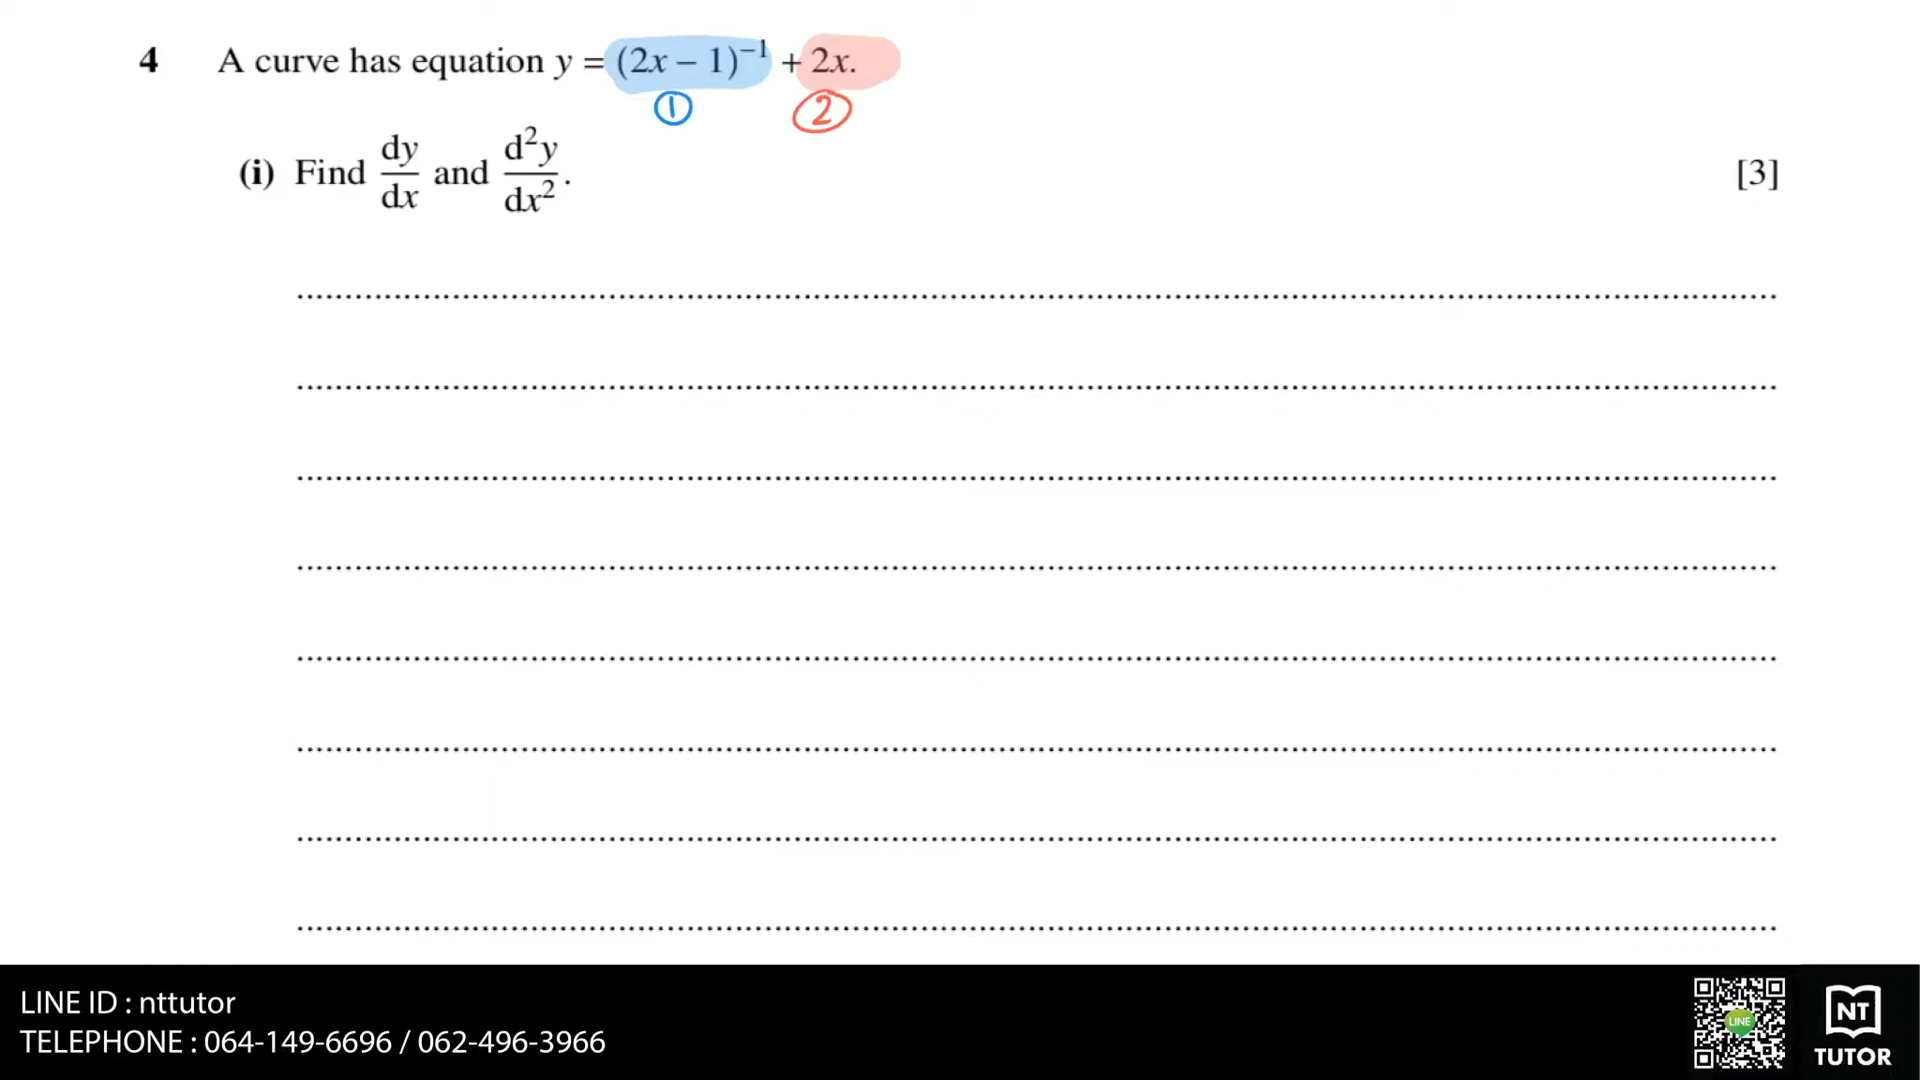 4 A curve has equation y = (2x − 1)⁻¹ + 2x.
① ②
(i) Find dy/dx and d²y/dx². [3]
LINE ID : nttutor
TELEPHONE : 064-149-6696 / 062-496-3966
LINE
NT
TUTOR